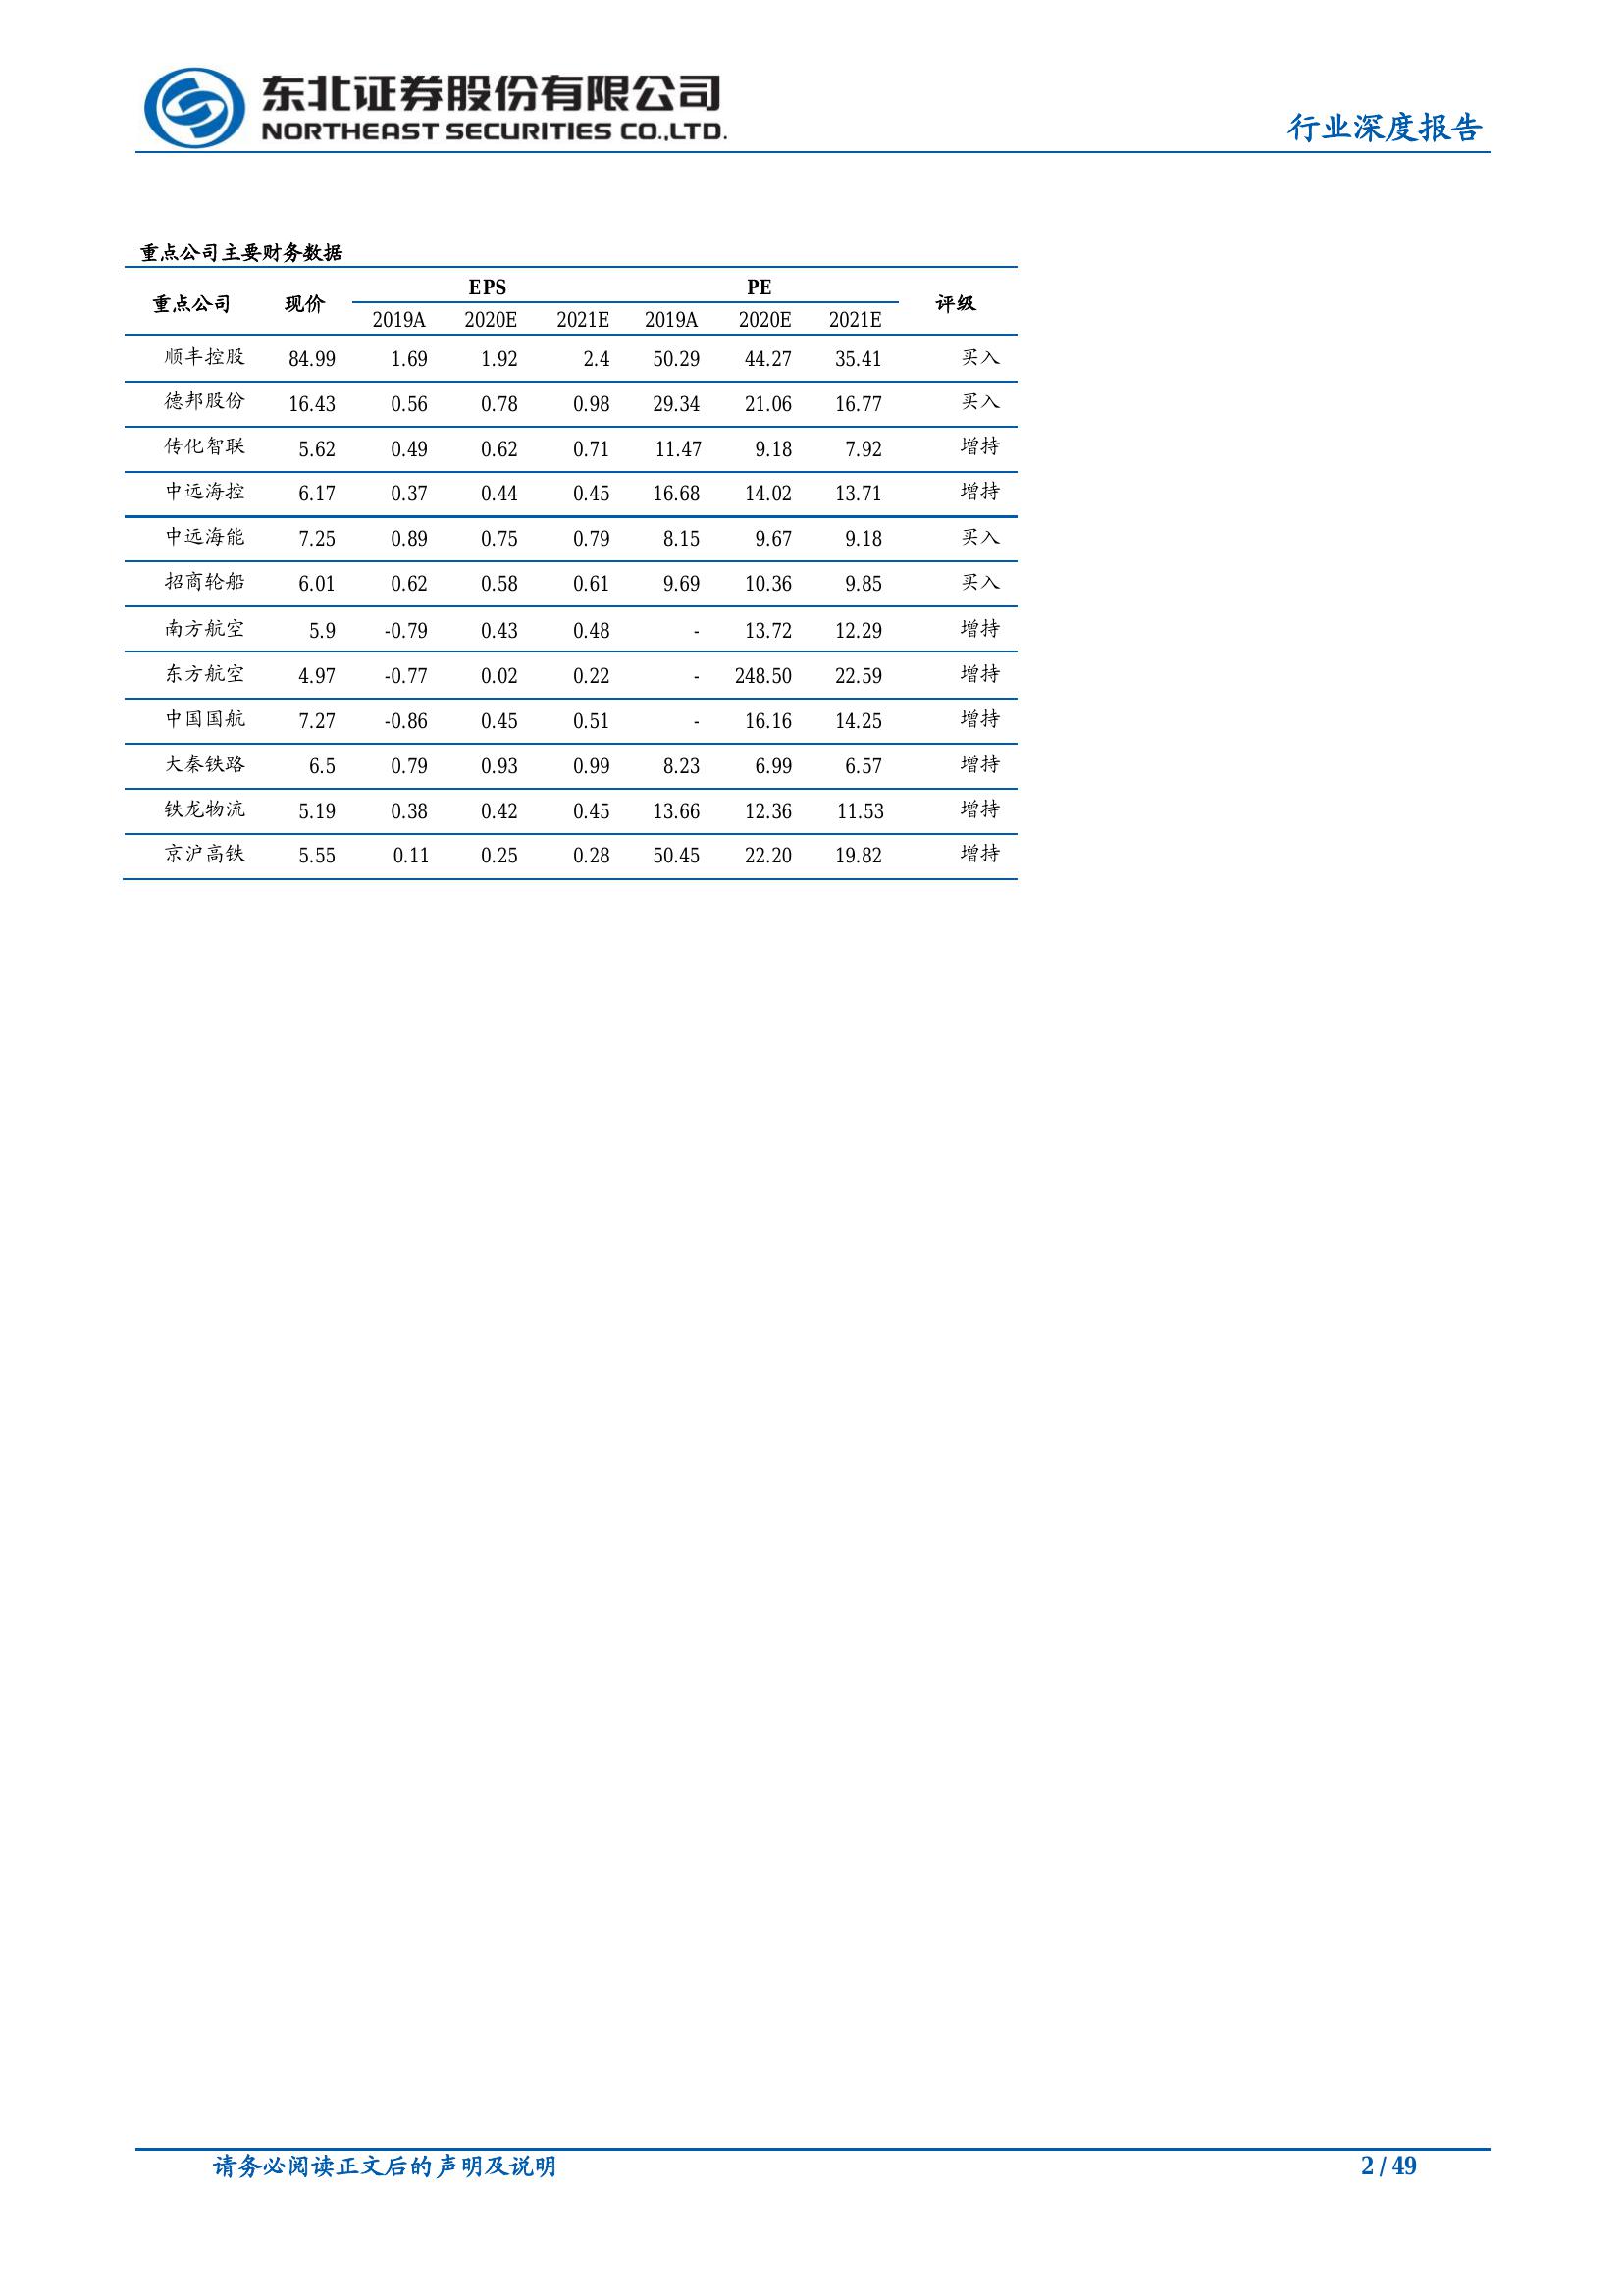 东北证券股份有限公司
NORTHEAST SECURITIES CO.,LTD.
行业深度报告
重点公司主要财务数据
重点公司 现价 EPS PE 评级
2019A 2020E 2021E 2019A 2020E 2021E
顺丰控股 84.99 1.69 1.92 2.4 50.29 44.27 35.41 买入
德邦股份 16.43 0.56 0.78 0.98 29.34 21.06 16.77 买入
传化智联 5.62 0.49 0.62 0.71 11.47 9.18 7.92 增持
中远海控 6.17 0.37 0.44 0.45 16.68 14.02 13.71 增持
中远海能 7.25 0.89 0.75 0.79 8.15 9.67 9.18 买入
招商轮船 6.01 0.62 0.58 0.61 9.69 10.36 9.85 买入
南方航空 5.9 -0.79 0.43 0.48 - 13.72 12.29 增持
东方航空 4.97 -0.77 0.02 0.22 - 248.50 22.59 增持
中国国航 7.27 -0.86 0.45 0.51 - 16.16 14.25 增持
大秦铁路 6.5 0.79 0.93 0.99 8.23 6.99 6.57 增持
铁龙物流 5.19 0.38 0.42 0.45 13.66 12.36 11.53 增持
京沪高铁 5.55 0.11 0.25 0.28 50.45 22.20 19.82 增持
请务必阅读正文后的声明及说明 2 / 49